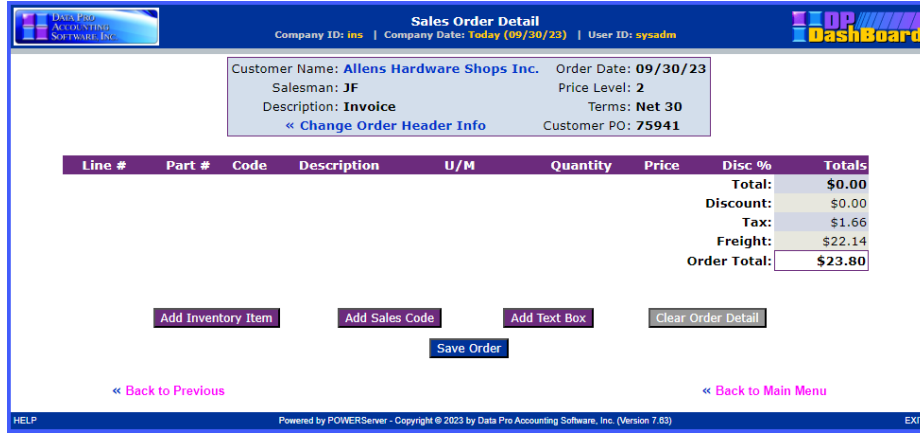 DATA PRO
ACCOUNTING
SOFTWARE, INC.
Sales Order Detail
Company ID: ins | Company Date: Today (09/30/23) | User ID: sysadm
DP
DashBoard
Customer Name: Allens Hardware Shops Inc. Order Date: 09/30/23
Salesman: JF Price Level: 2
Description: Invoice Terms: Net 30
« Change Order Header Info Customer PO: 75941
Line # Part # Code Description U/M Quantity Price Disc % Totals
Total: $0.00
Discount: $0.00
Tax: $1.66
Freight: $22.14
Order Total: $23.80
Add Inventory Item Add Sales Code Add Text Box Clear Order Detail
Save Order
« Back to Previous « Back to Main Menu
HELP Powered by POWERServer - Copyright © 2023 by Data Pro Accounting Software, Inc. (Version 7.63) EXI